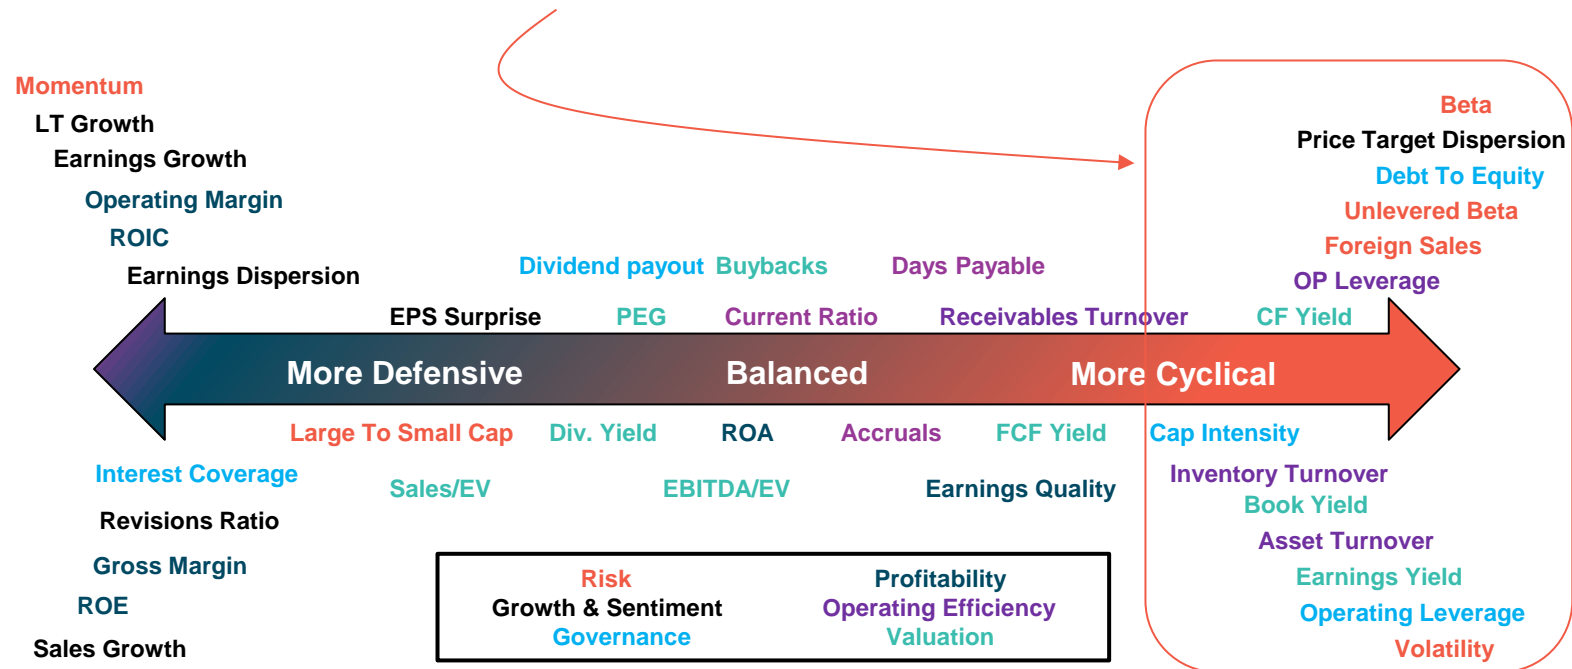 Momentum
LT Growth
Earnings Growth
Operating Margin
ROIC
Earnings Dispersion
Beta
Price Target Dispersion
Debt To Equity
Unlevered Beta
Foreign Sales
OP Leverage
Dividend payout Buybacks Days Payable
EPS Surprise PEG Current Ratio Receivables Turnover CF Yield
More Defensive Balanced More Cyclical
Large To Small Cap Div. Yield ROA Accruals FCF Yield Cap Intensity
Interest Coverage
Sales/EV EBITDA/EV Earnings Quality
Revisions Ratio
Gross Margin
ROE
Sales Growth
Inventory Turnover
Book Yield
Asset Turnover
Earnings Yield
Operating Leverage
Volatility
Risk Profitability
Growth & Sentiment Operating Efficiency
Governance Valuation